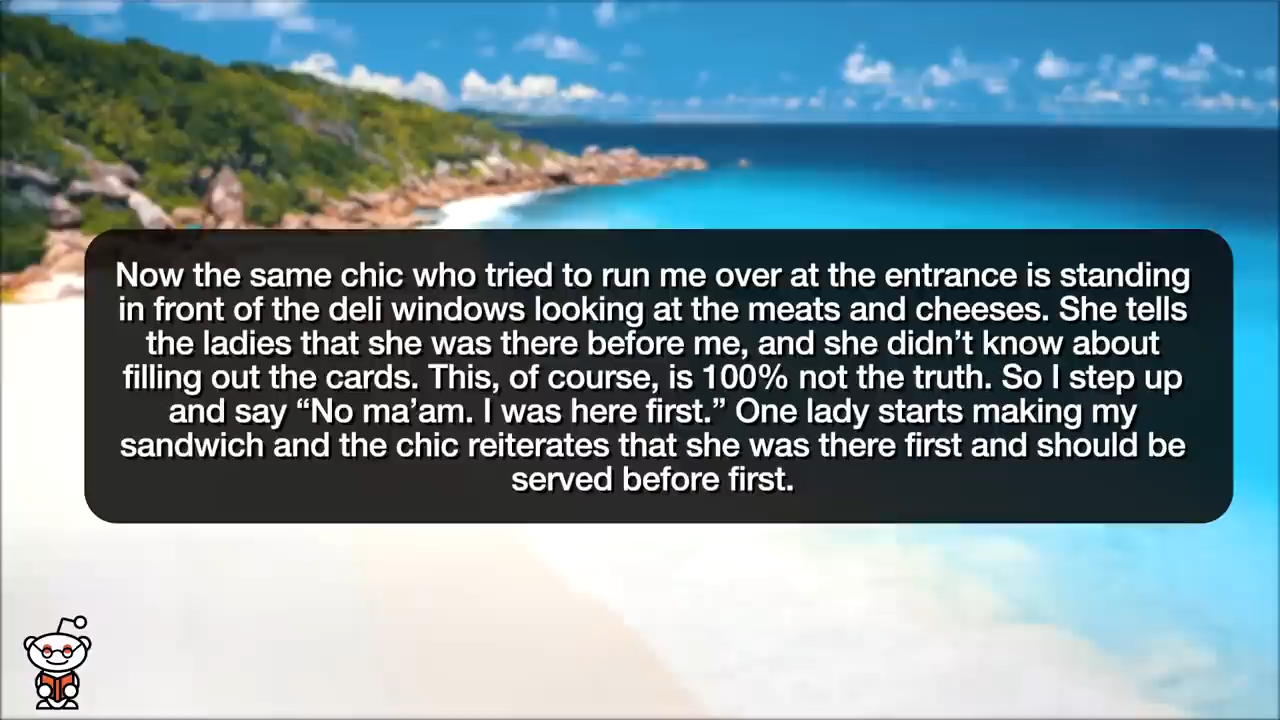 Now the same chic who tried to run me over at the entrance is standing
in front of the deli windows looking at the meats and cheeses. She tells
the ladies that she was there before me, and she didn’t know about
filling out the cards. This, of course, is 100% not the truth. So I step up
and say “No ma’am. I was here first.” One lady starts making my
sandwich and the chic reiterates that she was there first and should be
served before first.